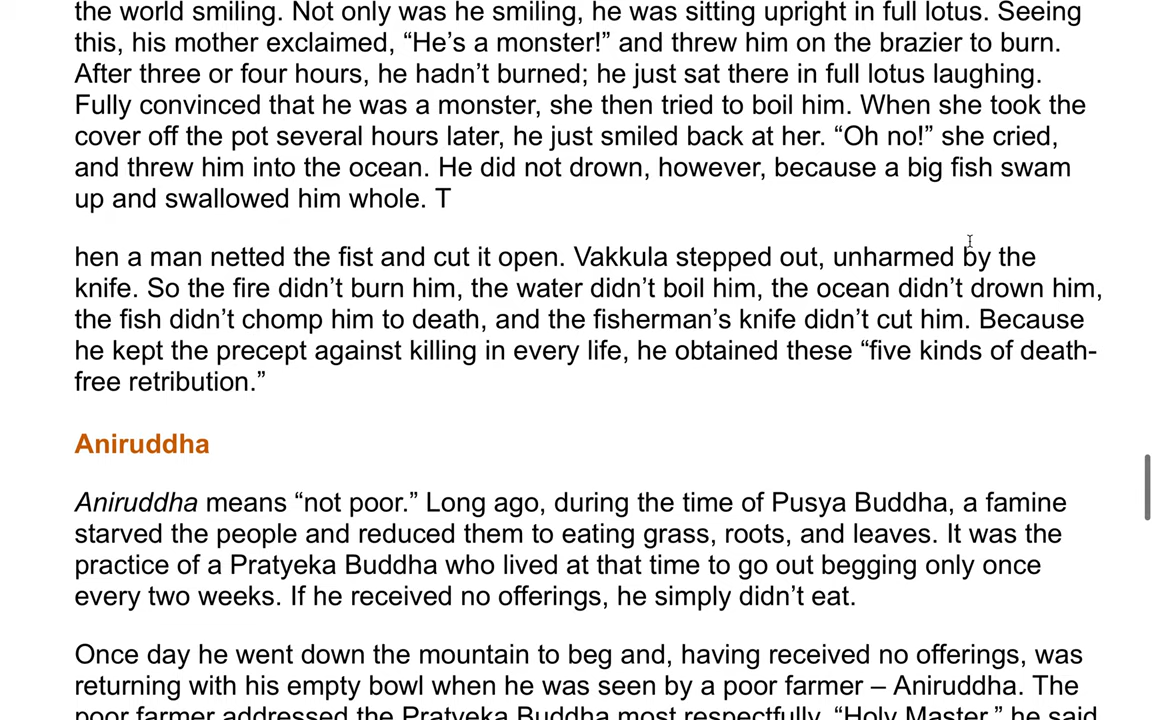 the world smiling. Not only was he smiling, he was sitting upright in full lotus. Seeing
this, his mother exclaimed, “He’s a monster!” and threw him on the brazier to burn.
After three or four hours, he hadn’t burned; he just sat there in full lotus laughing.
Fully convinced that he was a monster, she then tried to boil him. When she took the
cover off the pot several hours later, he just smiled back at her. “Oh no!” she cried,
and threw him into the ocean. He did not drown, however, because a big fish swam
up and swallowed him whole. T
hen a man netted the fist and cut it open. Vakkula stepped out, unharmed by the
knife. So the fire didn’t burn him, the water didn’t boil him, the ocean didn’t drown him,
the fish didn’t chomp him to death, and the fisherman’s knife didn’t cut him. Because
he kept the precept against killing in every life, he obtained these “five kinds of death-
free retribution.”
Aniruddha
Aniruddha means “not poor.” Long ago, during the time of Pusya Buddha, a famine
starved the people and reduced them to eating grass, roots, and leaves. It was the
practice of a Pratyeka Buddha who lived at that time to go out begging only once
every two weeks. If he received no offerings, he simply didn’t eat.
Once day he went down the mountain to beg and, having received no offerings, was
returning with his empty bowl when he was seen by a poor farmer – Aniruddha. The
poor farmer addressed the Pratyeka Buddha most respectfully, “Holy Master,” he said